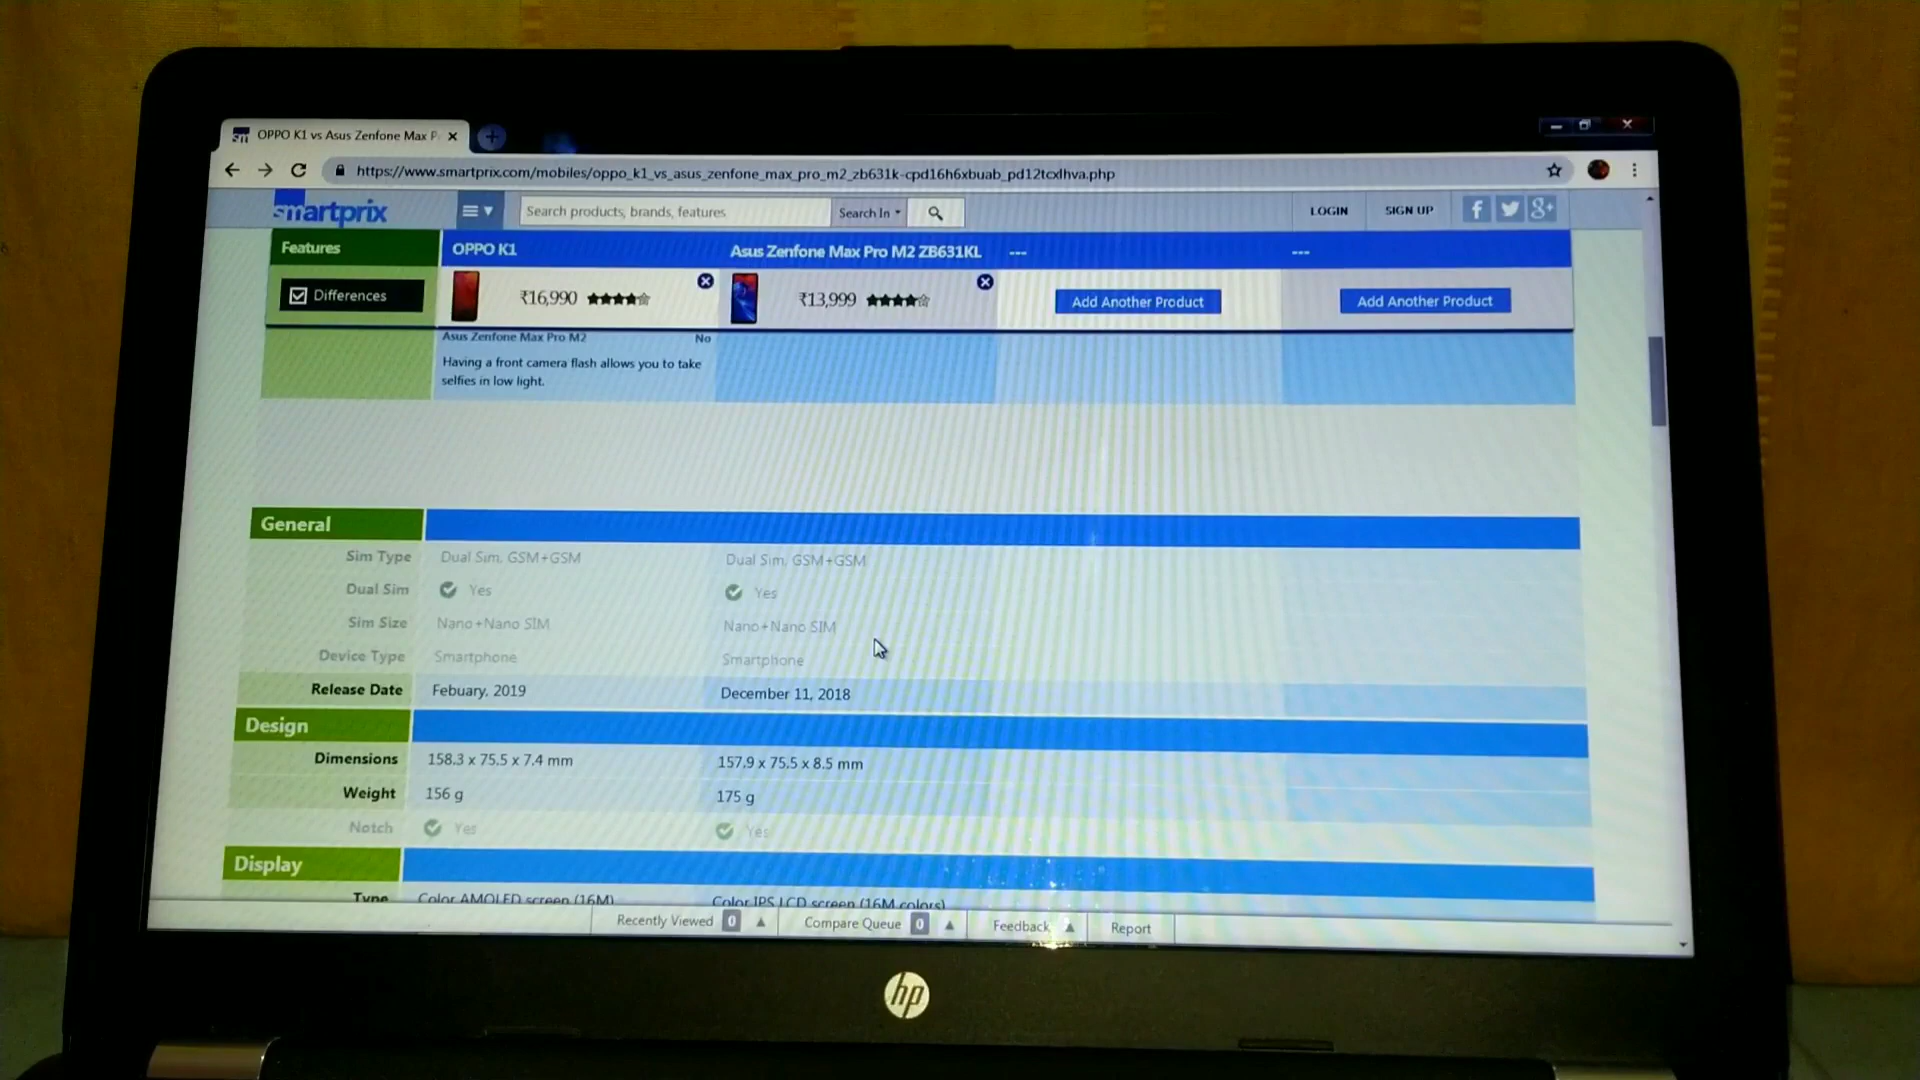 OPPO K1 vs Asus Zenfone Max P
https://www.smartprix.com/mobiles/oppo_k1_vs_asus_zenfone_max_pro_m2_zb631k-cpd16h6xbuab_pd12tcxlhva.php
smartprix
Search products, brands, features
Search In
LOGIN
SIGN UP
Features
OPPO K1
Asus Zenfone Max Pro M2 ZB631KL
---
---
Differences
₹16,990
₹13,999
Add Another Product
Add Another Product
Asus Zenfone Max Pro M2 No
Having a front camera flash allows you to take
selfies in low light.
General
Sim Type Dual Sim, GSM+GSM Dual Sim, GSM+GSM
Dual Sim Yes Yes
Sim Size Nano+Nano SIM Nano+Nano SIM
Device Type Smartphone Smartphone
Release Date Febuary, 2019 December 11, 2018
Design
Dimensions 158.3 x 75.5 x 7.4 mm 157.9 x 75.5 x 8.5 mm
Weight 156 g 175 g
Notch Yes Yes
Display
Type Color AMOLED screen (16M) Color IPS LCD screen (16M colors)
Recently Viewed 0 Compare Queue 0 Feedback Report
hp